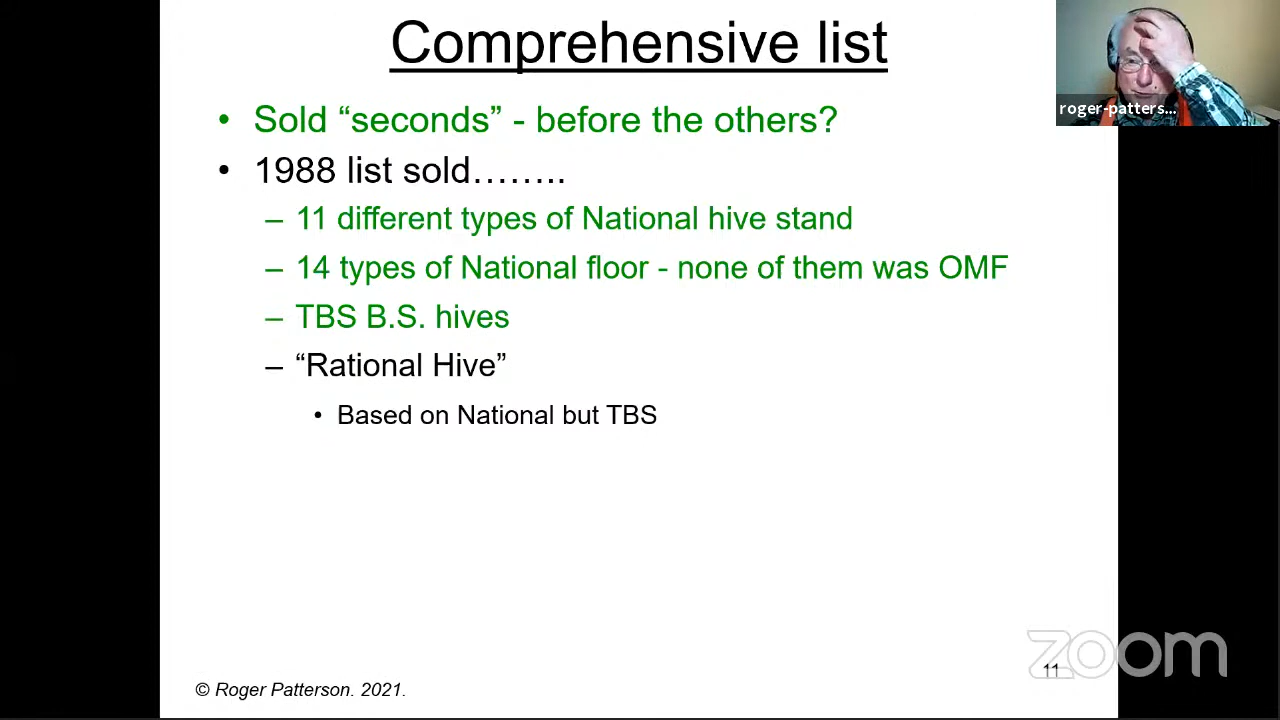 Comprehensive list
roger-patters...
• Sold “seconds” - before the others?
• 1988 list sold……..
– 11 different types of National hive stand
– 14 types of National floor - none of them was OMF
– TBS B.S. hives
– “Rational Hive”
• Based on National but TBS
zoom
11
© Roger Patterson. 2021.